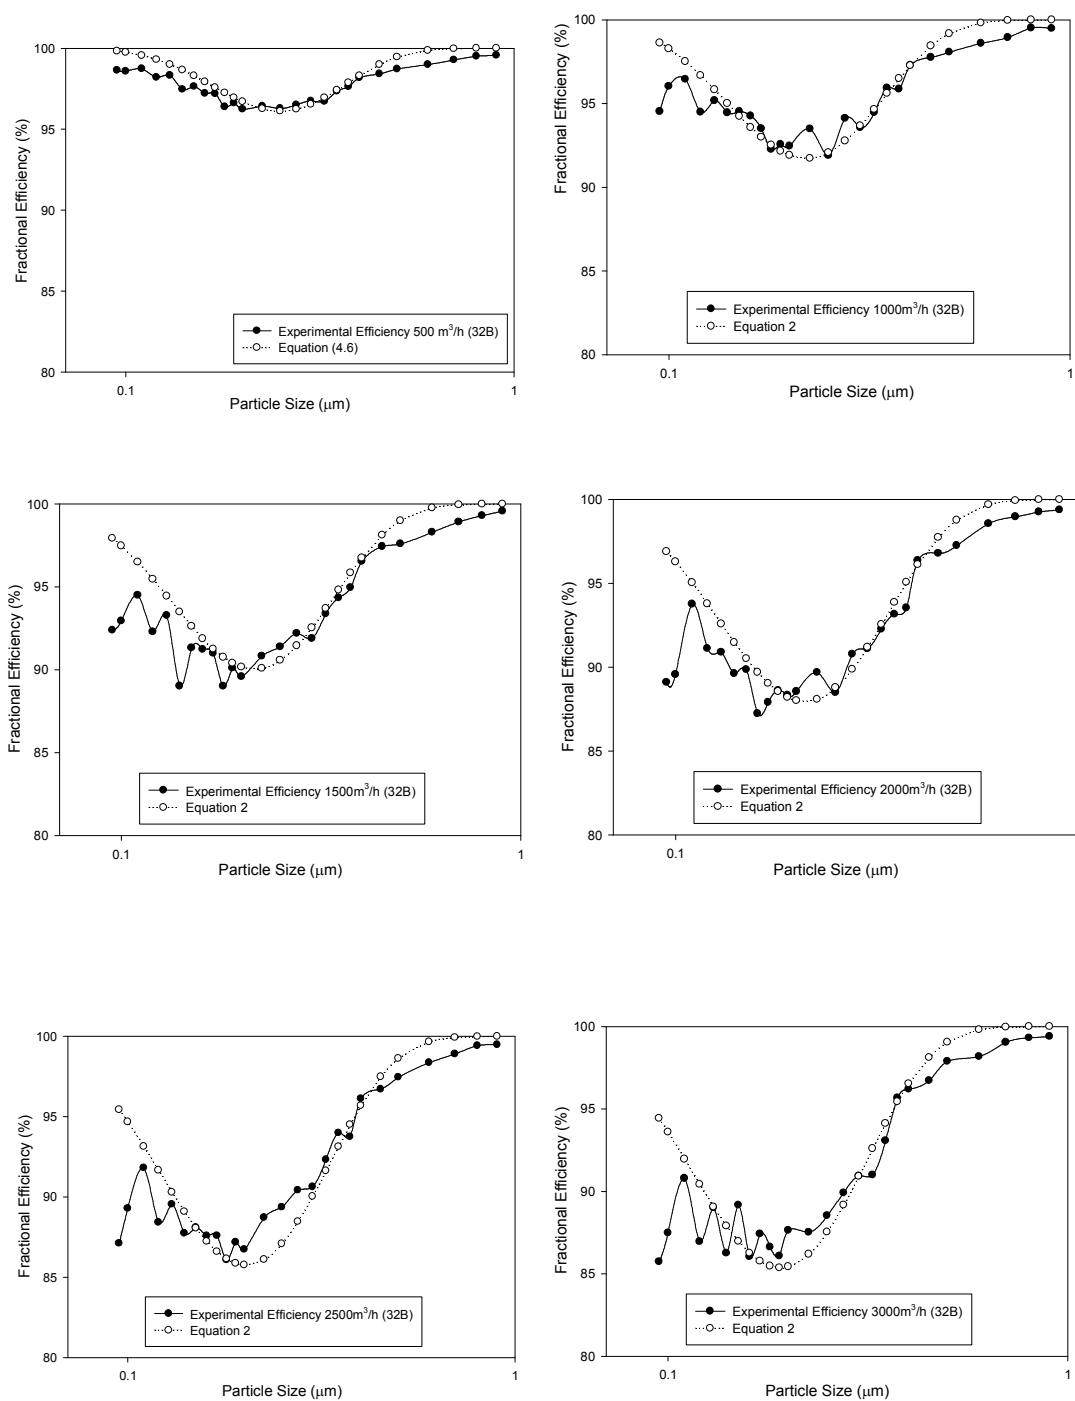 100
95
90
85
80
Fractional Efficiency (%)
Experimental Efficiency 500 m³/h (32B)
Equation (4.6)
0.1
1
Particle Size (μm)
100
95
90
85
80
Fractional Efficiency (%)
Experimental Efficiency 1000m³/h (32B)
Equation 2
0.1
1
Particle Size (μm)
100
95
90
85
80
Fractional Efficiency (%)
Experimental Efficiency 1500m³/h (32B)
Equation 2
0.1
1
Particle Size (μm)
100
95
90
85
80
Fractional Efficiency (%)
Experimental Efficiency 2000m³/h (32B)
Equation 2
0.1
Particle Size (μm)
100
95
90
85
80
Fractional Efficiency (%)
Experimental Efficiency 2500m³/h (32B)
Equation 2
0.1
1
Particle Size (μm)
100
95
90
85
80
Fractional Efficiency (%)
Experimental Efficiency 3000m³/h (32B)
Equation 2
0.1
1
Particle Size (μm)